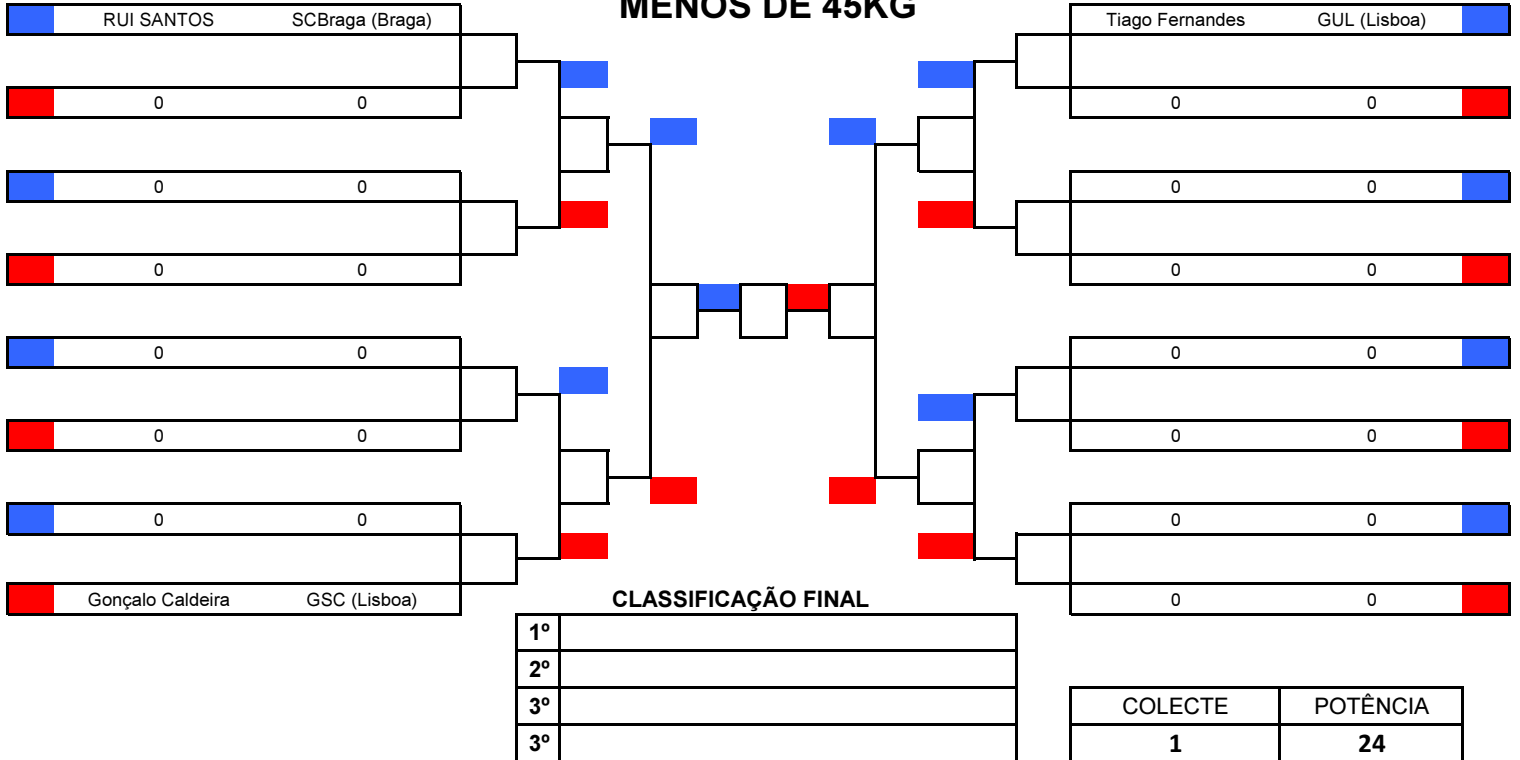 MENOS DE 45KG
RUI SANTOS SCBraga (Braga)
Tiago Fernandes GUL (Lisboa)
0 0
0 0
0 0
0 0
0 0
0 0
0 0
0 0
0 0
0 0
0 0
0 0
Gonçalo Caldeira GSC (Lisboa)
0 0
CLASSIFICAÇÃO FINAL
1º
2º
3º
3º
COLECTE POTÊNCIA
1 24